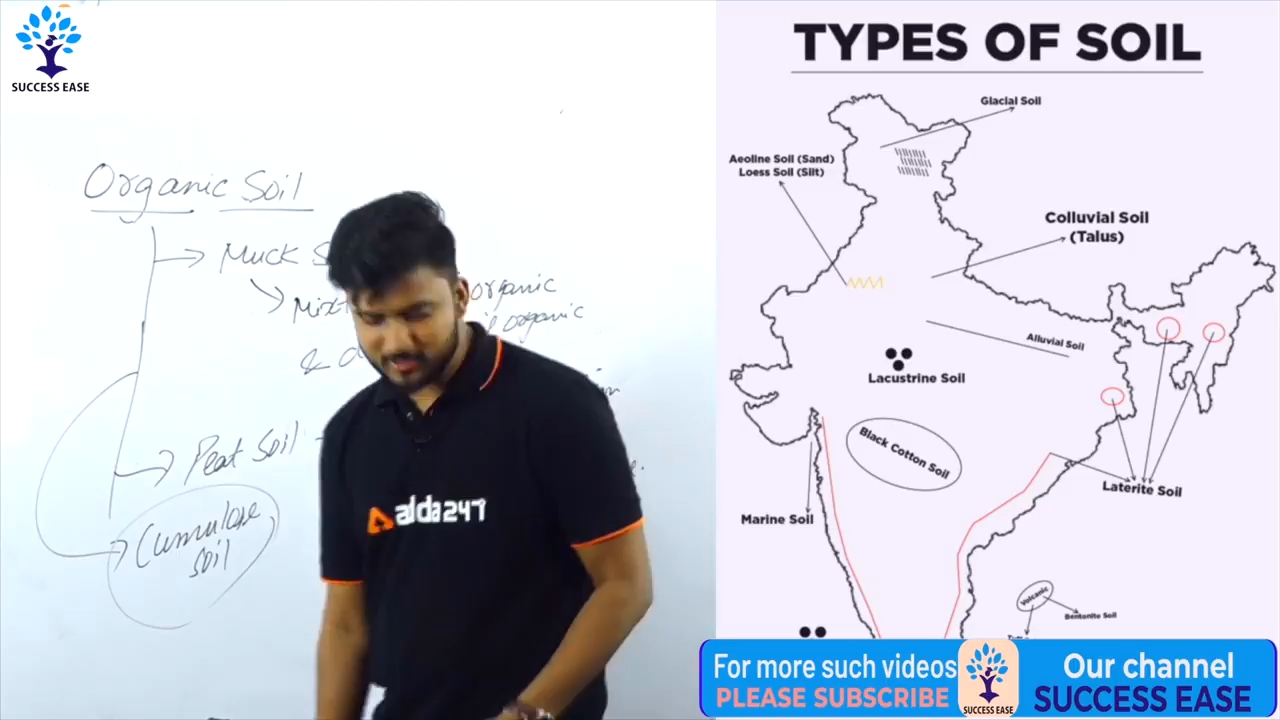 SUCCESS EASE
Organic Soil
Muck
organic
organic
&
Peat Soil
Cumulose
soil
adda247
TYPES OF SOIL
Glacial Soil
Aeoline Soil (Sand)
Loess Soil (Silt)
Colluvial Soil
(Talus)
Alluvial Soil
Lacustrine Soil
Black Cotton Soil
Laterite Soil
Marine Soil
Volcanic
Bentonite Soil
For more such videos
PLEASE SUBSCRIBE
SUCCESS EASE
Our channel
SUCCESS EASE